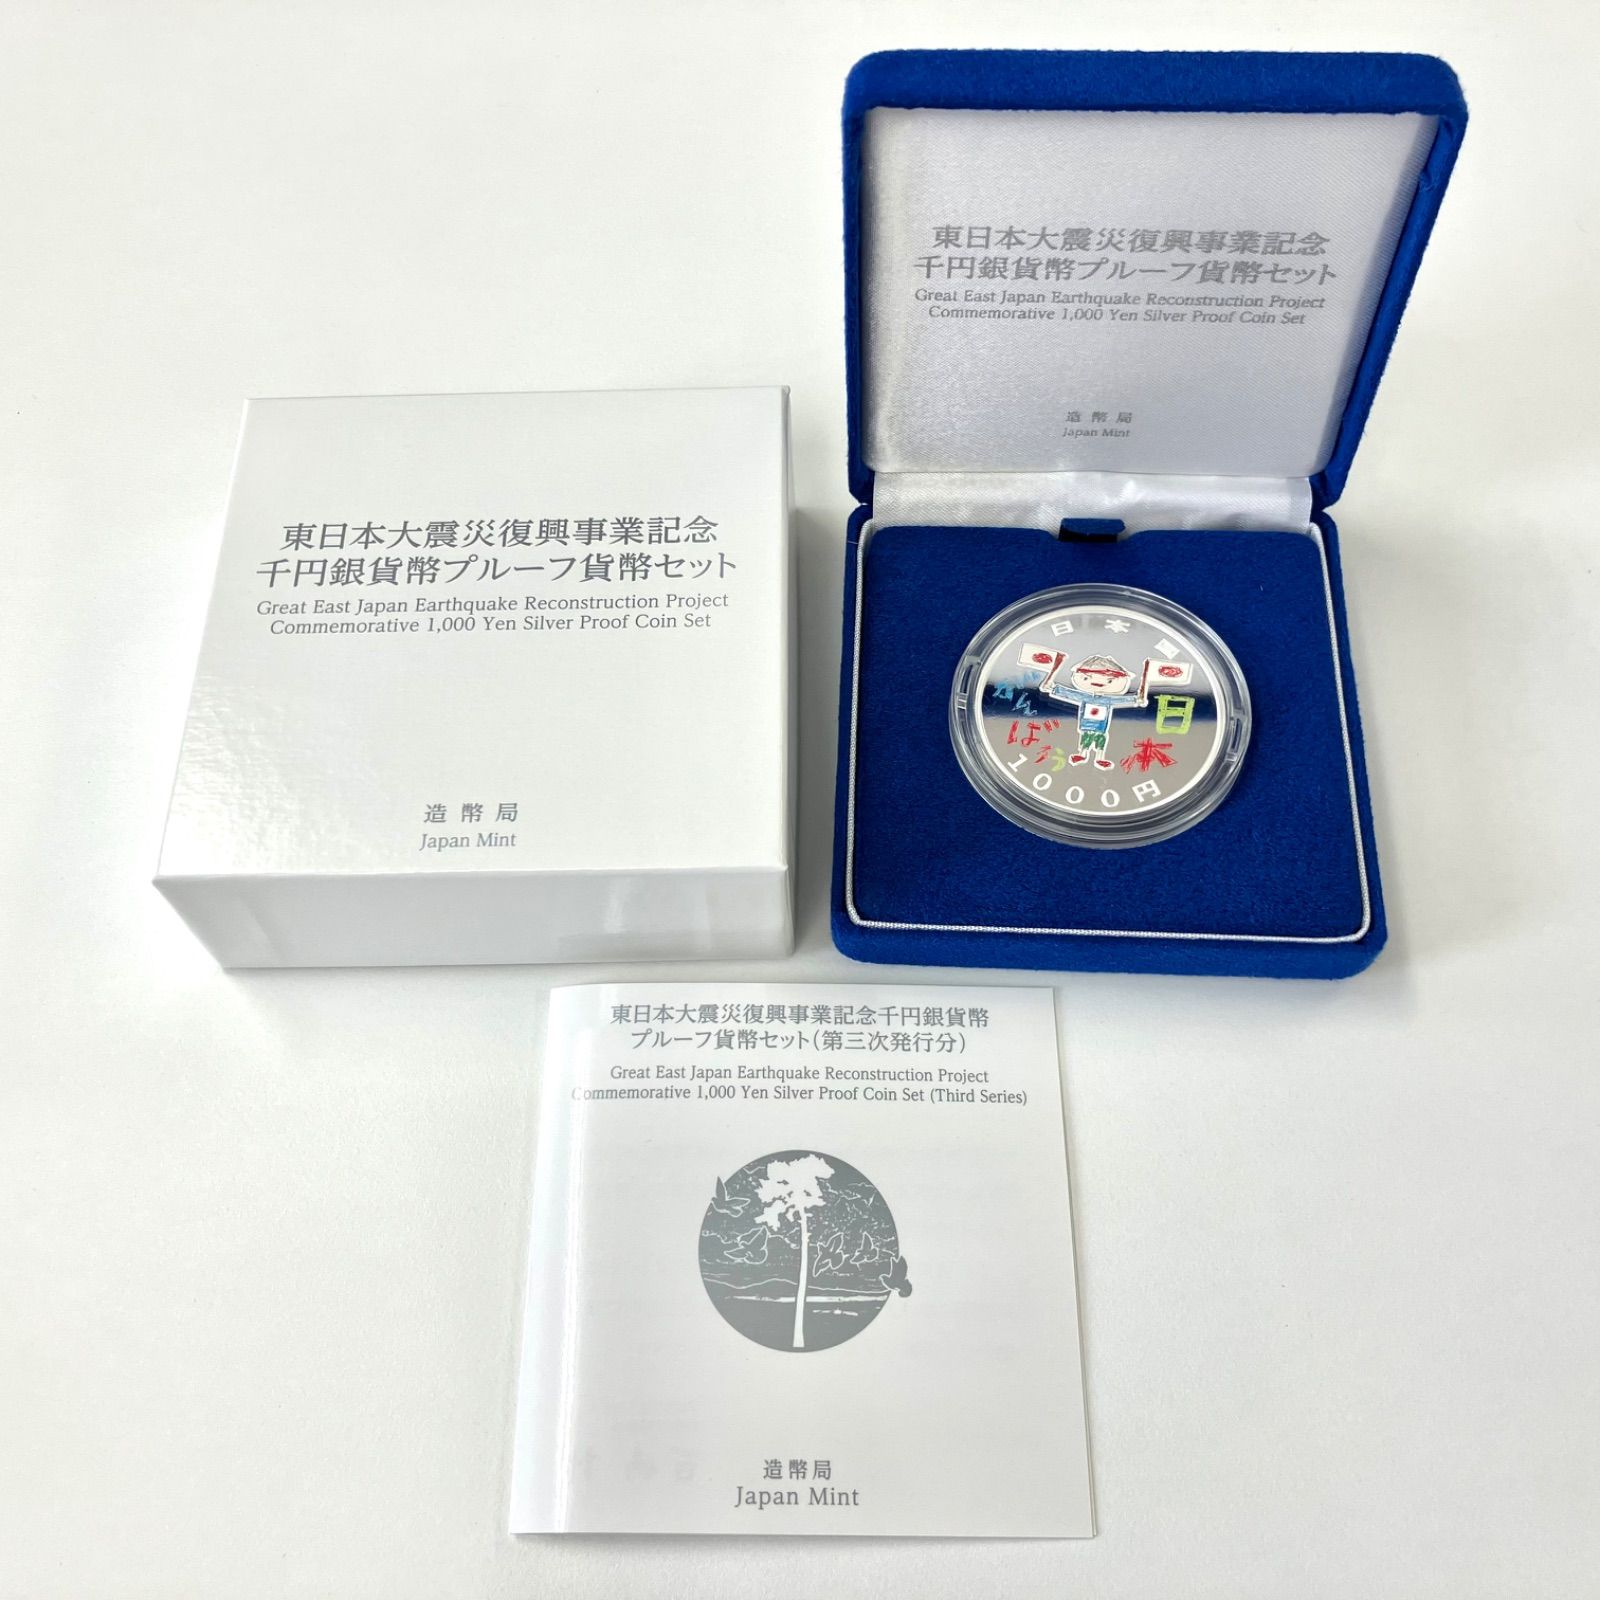 東日本大震災復興事業記念
千円銀貨幣プルーフ貨幣セット
Great East Japan Earthquake Reconstruction Project
Commemorative 1,000 Yen Silver Proof Coin Set
造幣局
Japan Mint
東日本大震災復興事業記念
千円銀貨幣プルーフ貨幣セット
Great East Japan Earthquake Reconstruction Project
Commemorative 1,000 Yen Silver Proof Coin Set
造幣局
Japan Mint
日本国
がんばろう
日本
1000円
東日本大震災復興事業記念千円銀貨幣
プルーフ貨幣セット(第三次発行分)
Great East Japan Earthquake Reconstruction Project
Commemorative 1,000 Yen Silver Proof Coin Set (Third Series)
造幣局
Japan Mint